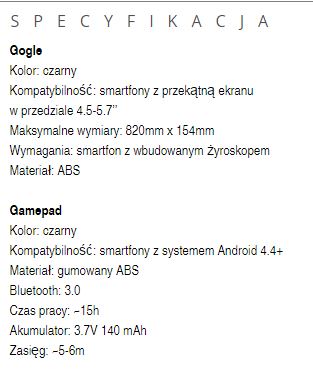 SPECYFIKACJA
Gogle
Kolor: czarny
Kompatybilność: smartfony z przekątną ekranu
w przedziale 4.5-5.7’’
Maksymalne wymiary: 820mm x 154mm
Wymagania: smartfon z wbudowanym żyroskopem
Materiał: ABS
Gamepad
Kolor: czarny
Kompatybilność: smartfony z systemem Android 4.4+
Materiał: gumowany ABS
Bluetooth: 3.0
Czas pracy: ~15h
Akumulator: 3.7V 140 mAh
Zasięg: ~5-6m